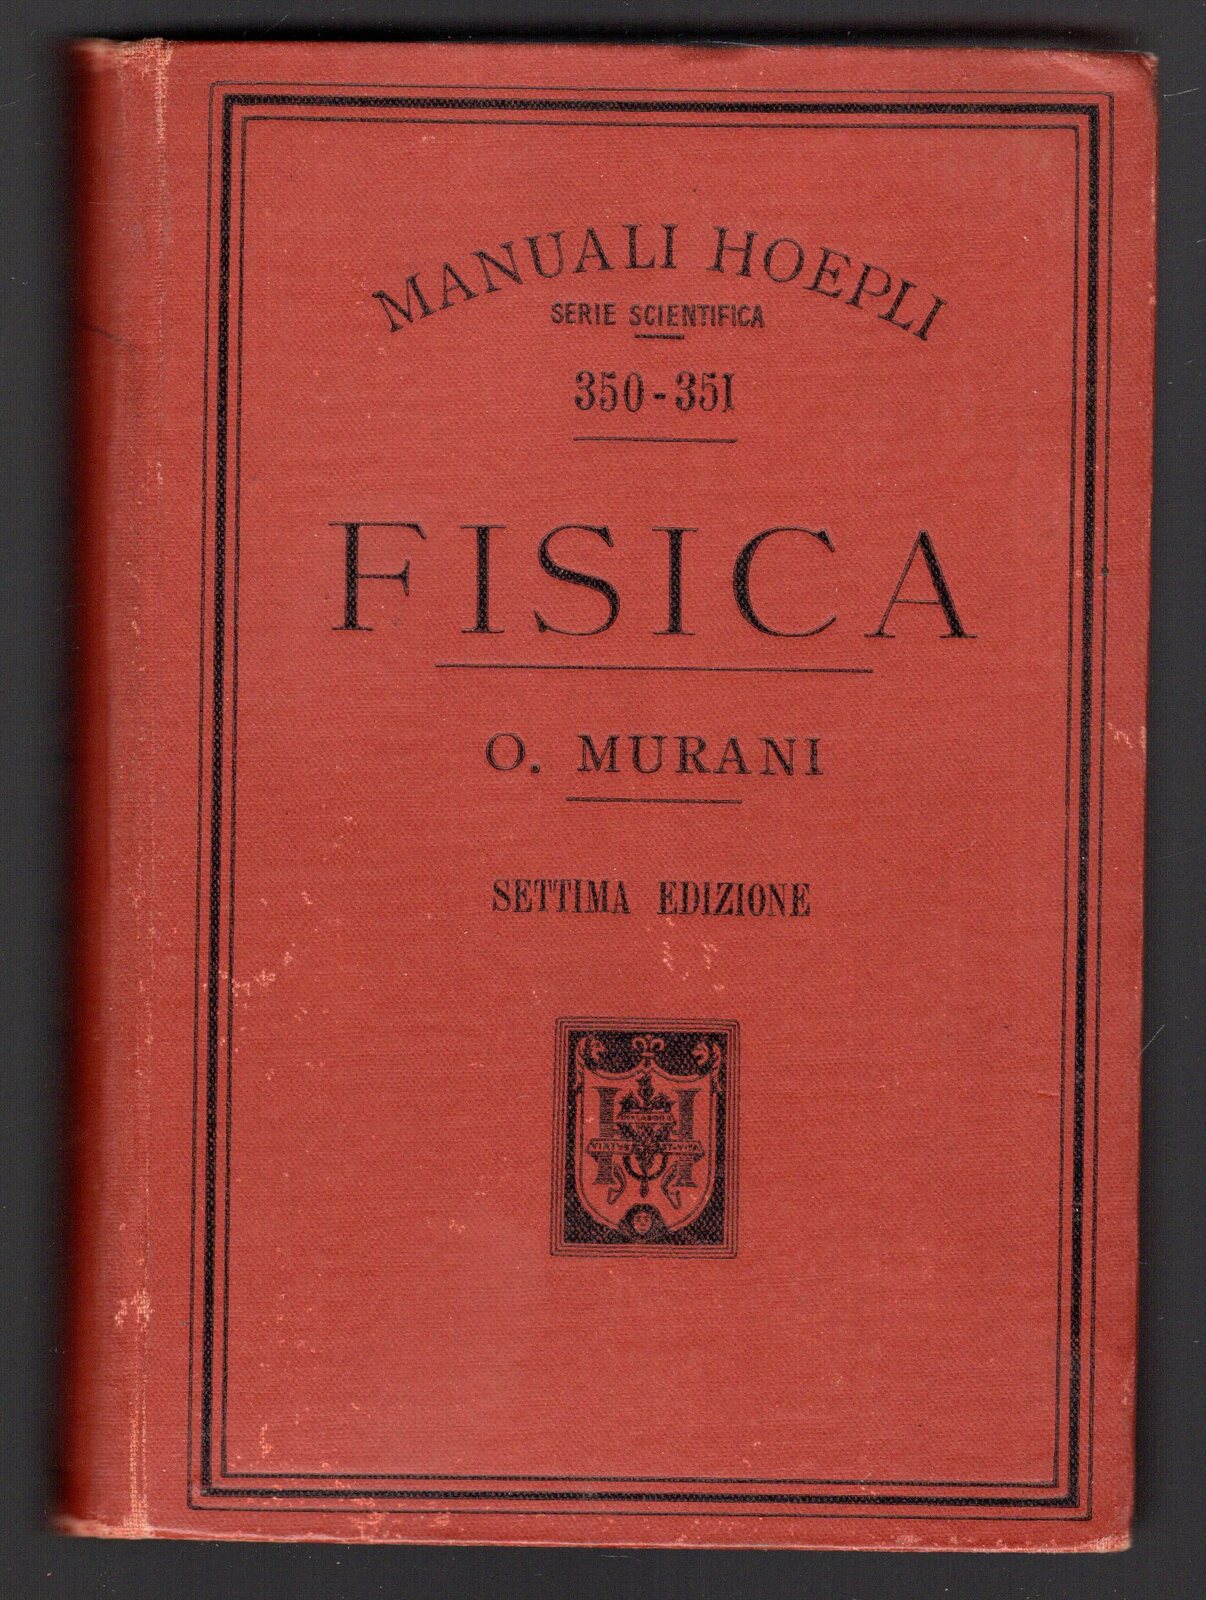 MANUALI HOEPLI
SERIE SCIENTIFICA
350-351
FISICA
O. MURANI
SETTIMA EDIZIONE
H